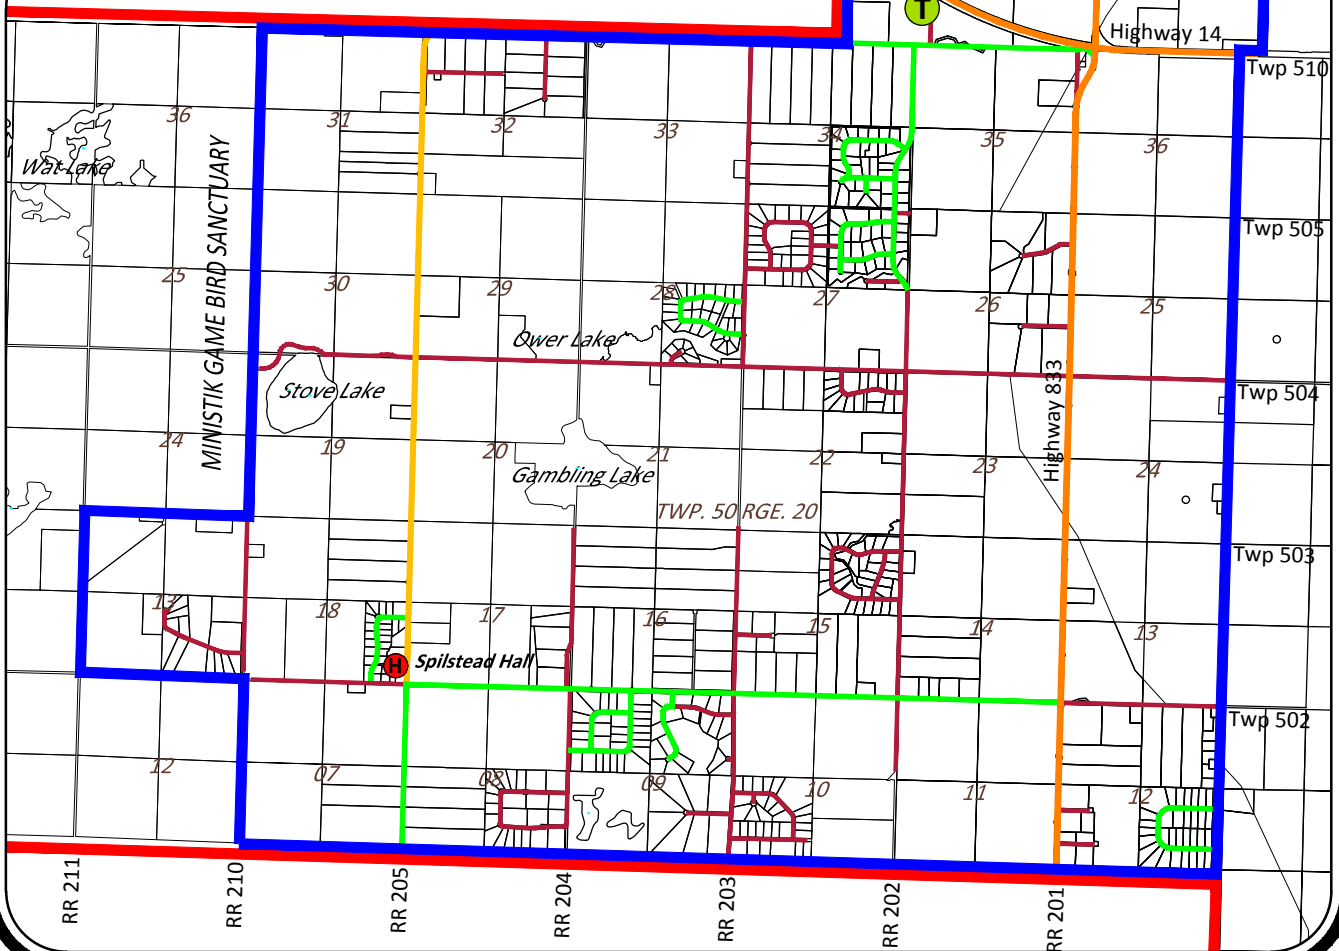 T
Highway 14
Twp 510
36
31
32
33
34
35
36
Wat Lake
MINISTIK GAME BIRD SANCTUARY
Twp 505
25
30
29
28
27
26
25
Ower Lake
Stove Lake
Highway 833
Twp 504
24
19
20
21
22
23
24
Gambling Lake
TWP. 50 RGE. 20
Twp 503
13
18
17
16
15
14
13
H
Spilstead Hall
Twp 502
12
07
08
09
10
11
12
RR 211
RR 210
RR 205
RR 204
RR 203
RR 202
RR 201